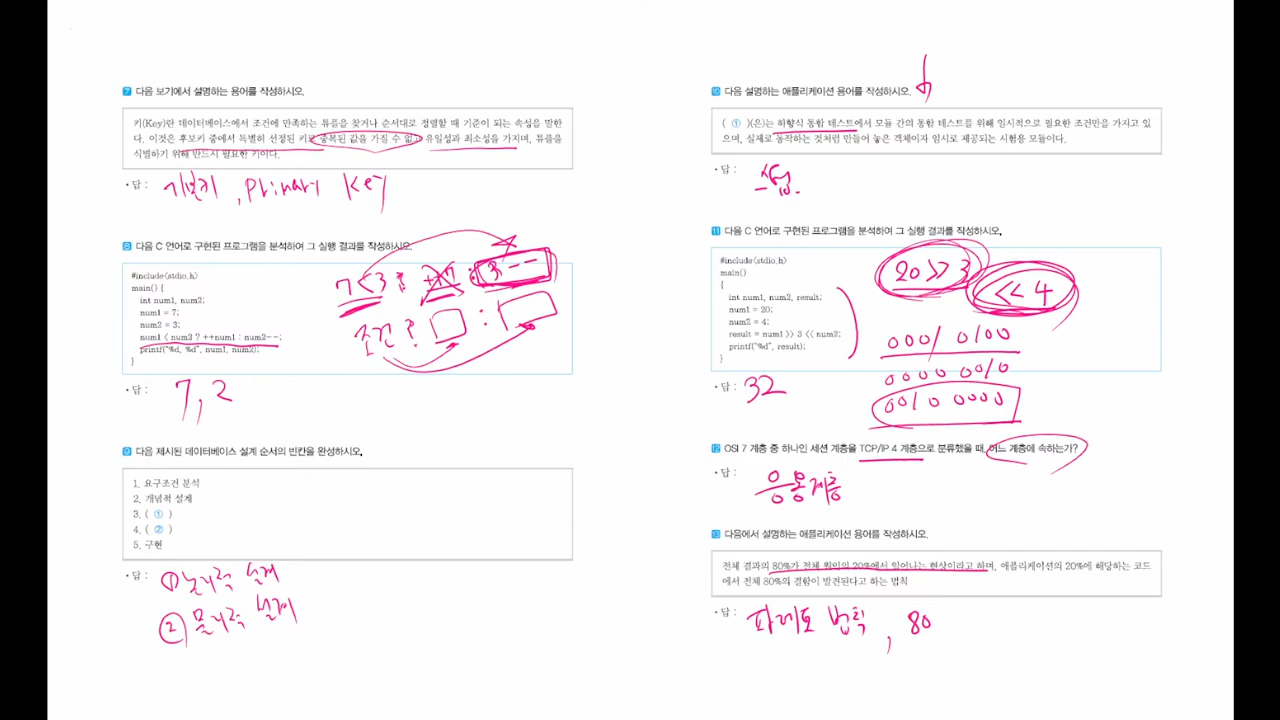 7 다음 보기에서 설명하는 용어를 작성하시오.
키(Key)란 데이터베이스에서 조건에 만족하는 튜플을 찾거나 순서대로 정렬할 때 기준이 되는 속성을 말한
다. 이것은 후보키 중에서 특별히 선정된 키로 중복된 값을 가질 수 없고 유일성과 최소성을 가지며, 튜플을
식별하기 위해 반드시 필요한 키이다.
• 답 : 기본키, Primary Key
8 다음 C 언어로 구현된 프로그램을 분석하여 그 실행 결과를 작성하시오.
#include<stdio.h>
main() {
int num1, num2;
num1 = 7;
num2 = 3;
num1 < num2 ? ++num1 : num2--;
printf("%d, %d", num1, num2);
}
7 < 3 ? ++7 : 3--
조건 ? :
• 답 : 7, 2
9 다음 제시된 데이터베이스 설계 순서의 빈칸을 완성하시오.
1. 요구조건 분석
2. 개념적 설계
3. ( ① )
4. ( ② )
5. 구현
• 답 : ① 논리적 설계
② 물리적 설계
10 다음 설명하는 애플리케이션 용어를 작성하시오.
( ① )(은)는 하향식 통합 테스트에서 모듈 간의 통합 테스트를 위해 일시적으로 필요한 조건만을 가지고 있
으며, 실제로 동작하는 것처럼 만들어 놓은 객체이자 임시로 제공되는 시험용 모듈이다.
• 답 : 스텁.
11 다음 C 언어로 구현된 프로그램을 분석하여 그 실행 결과를 작성하시오.
#include<stdio.h>
main()
{
int num1, num2, result;
num1 = 20;
num2 = 4;
result = num1 >> 3 << num2;
printf("%d", result);
}
20 >> 3
<< 4
0001 0100
0000 0010
0010 0000
• 답 : 32
12 OSI 7 계층 중 하나인 세션 계층을 TCP/IP 4 계층으로 분류했을 때, 어느 계층에 속하는가?
• 답 : 응용계층
13 다음에서 설명하는 애플리케이션 용어를 작성하시오.
전체 결과의 80%가 전체 원인의 20%에서 일어나는 현상이라고 하며, 애플리케이션의 20%에 해당하는 코드
에서 전체 80%의 결함이 발견된다고 하는 법칙
• 답 : 파레토 법칙, 80